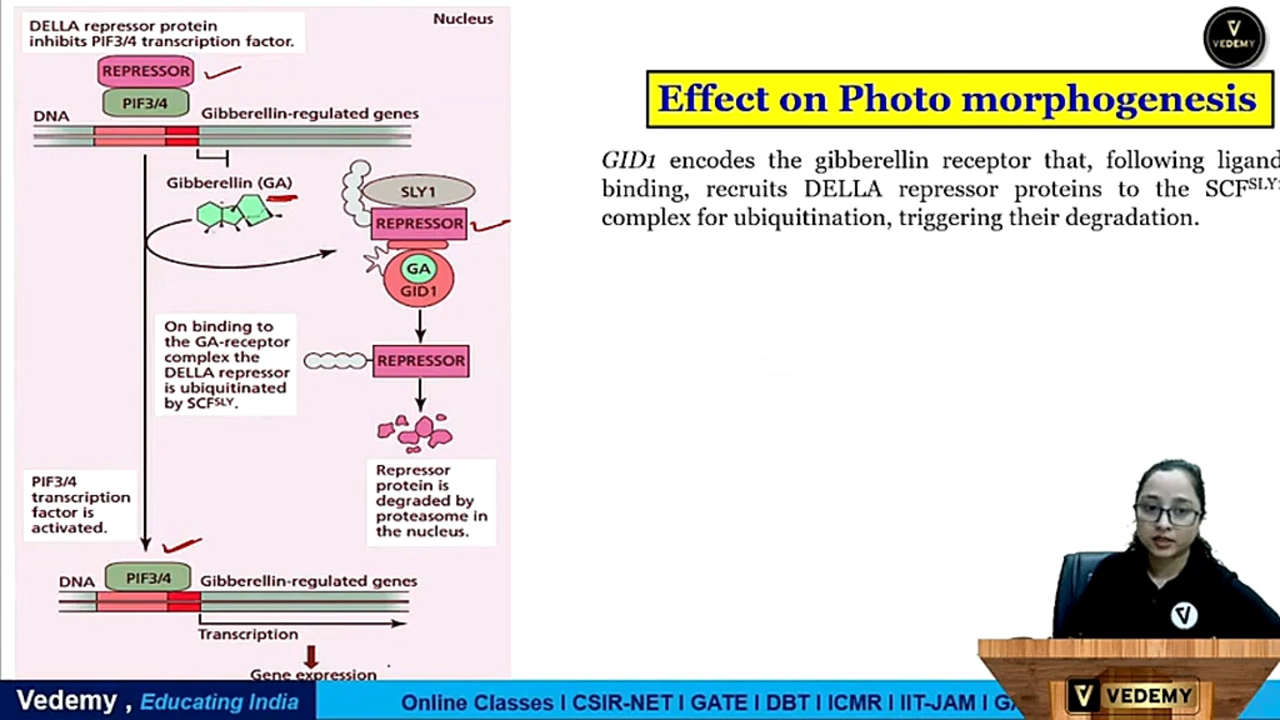 DELLA repressor protein
inhibits PIF3/4 transcription factor.
Nucleus
REPRESSOR
PIF3/4
DNA
Gibberellin-regulated genes
Gibberellin (GA)
SLY1
REPRESSOR
GA
GID1
On binding to
the GA-receptor
complex the
DELLA repressor
is ubiquitinated
by SCFSLY.
REPRESSOR
Repressor
protein is
degraded by
proteasome in
the nucleus.
PIF3/4
transcription
factor is
activated.
PIF3/4
DNA
Gibberellin-regulated genes
Transcription
Gene expression
VEDEMY
Effect on Photo morphogenesis
GID1 encodes the gibberellin receptor that, following ligand
binding, recruits DELLA repressor proteins to the SCFSLY1
complex for ubiquitination, triggering their degradation.
VEDEMY
Vedemy , Educating India
Online Classes I CSIR-NET I GATE I DBT I ICMR I IIT-JAM I